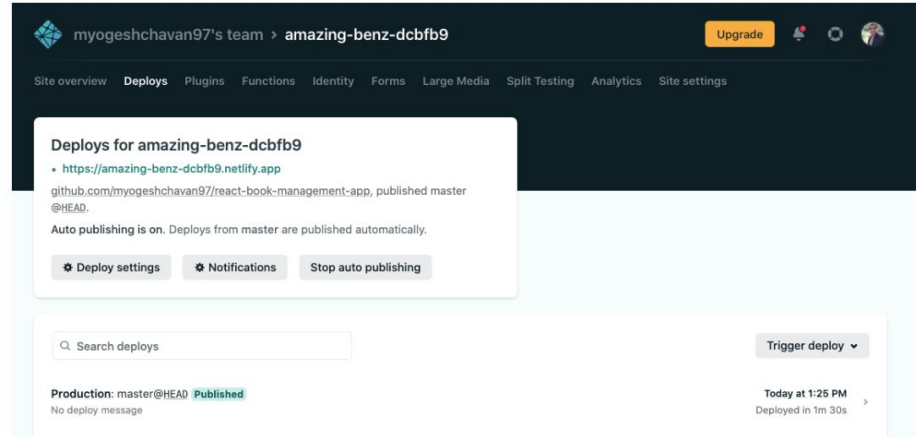 myogeshchavan97's team > amazing-benz-dcbfb9
Upgrade
Site overview Deploys Plugins Functions Identity Forms Large Media Split Testing Analytics Site settings
Deploys for amazing-benz-dcbfb9
• https://amazing-benz-dcbfb9.netlify.app
github.com/myogeshchavan97/react-book-management-app, published master
@HEAD.
Auto publishing is on. Deploys from master are published automatically.
Deploy settings Notifications Stop auto publishing
Search deploys
Trigger deploy
Production: master@HEAD Published
Today at 1:25 PM
No deploy message
Deployed in 1m 30s